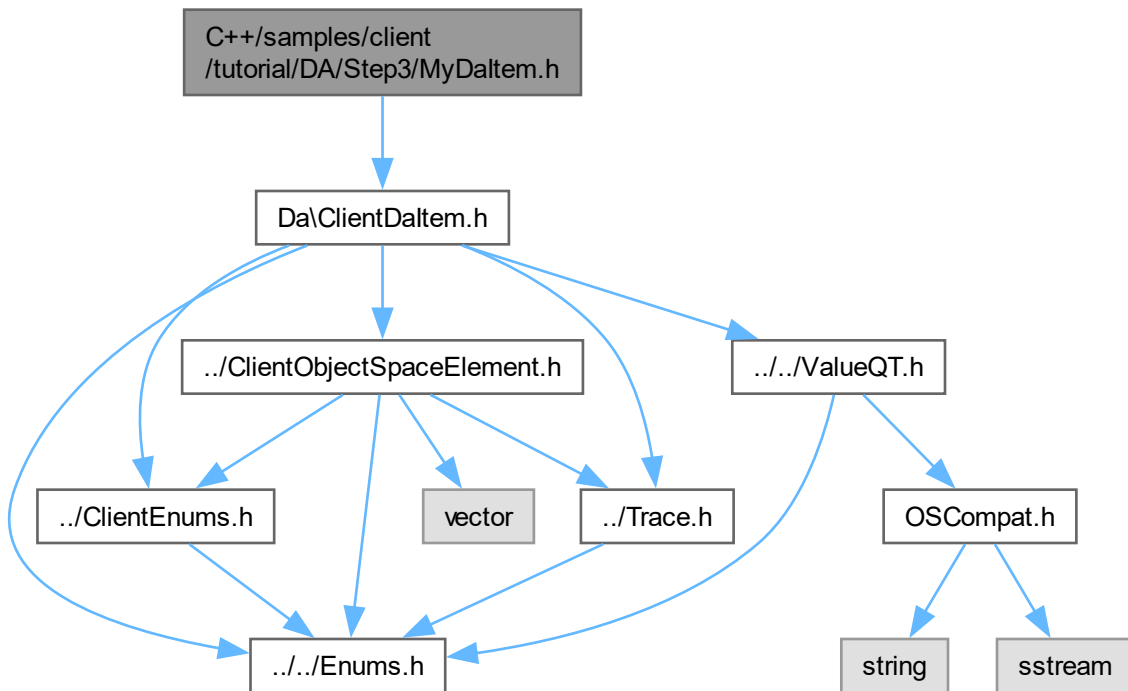 C++/samples/client
/tutorial/DA/Step3/MyDaItem.h
Da\ClientDaItem.h
../ClientObjectSpaceElement.h
../../ValueQT.h
../ClientEnums.h
vector
../Trace.h
OSCompat.h
../../Enums.h
string
sstream